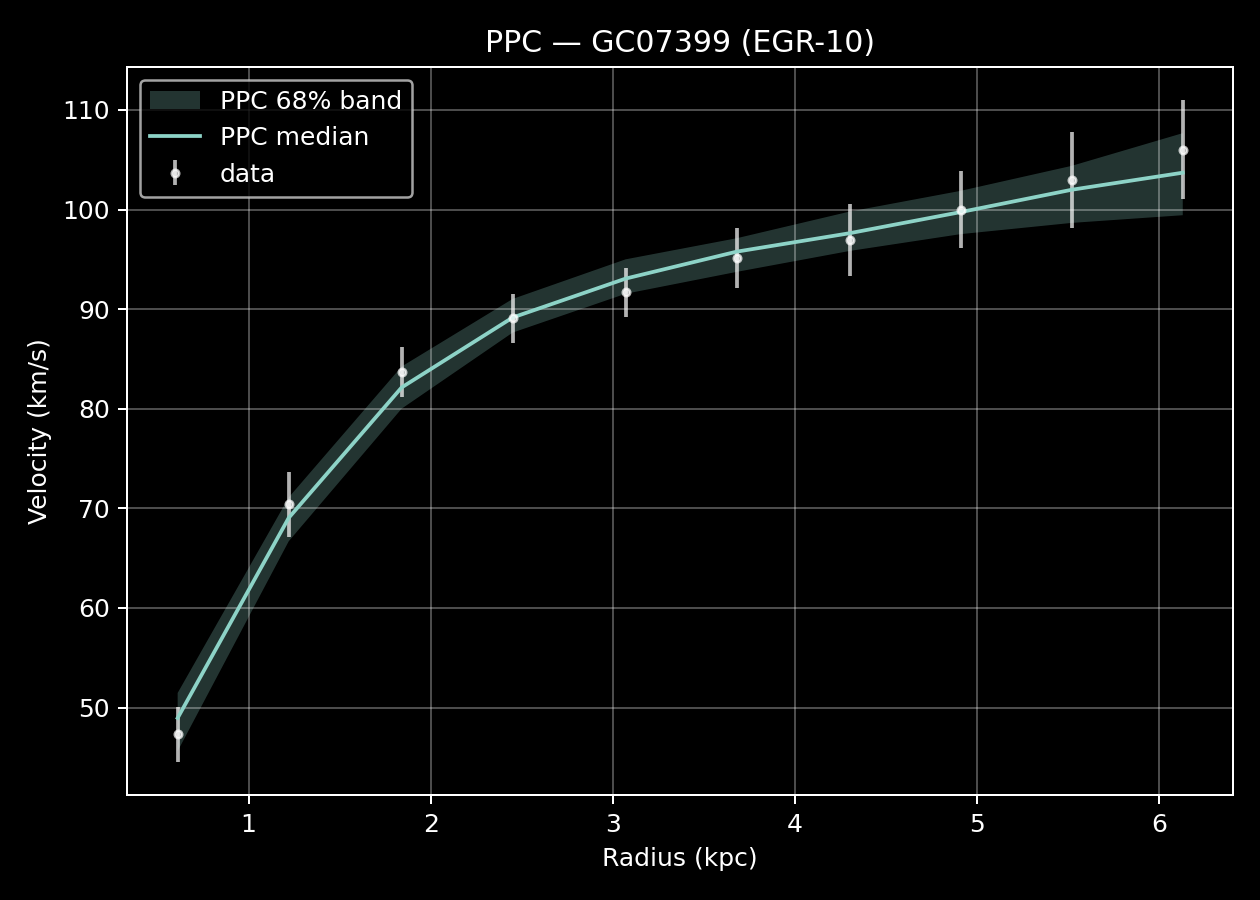 PPC — GC07399 (EGR-10)
PPC 68% band
PPC median
data
Velocity (km/s)
110
100
90
80
70
60
50
1 2 3 4 5 6
Radius (kpc)